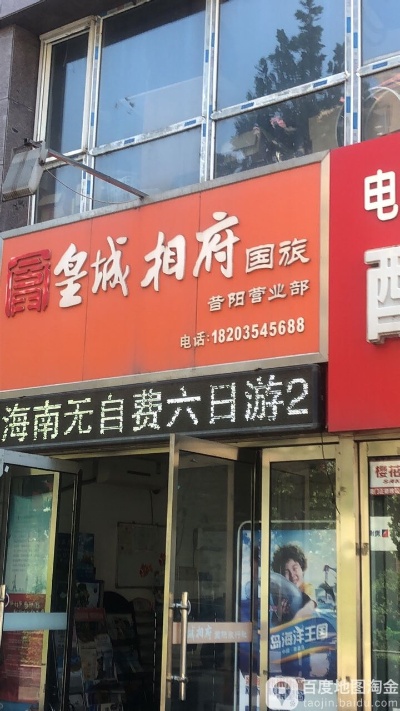 皇城相府国旅
昔阳营业部
电话:18203545688
电
海南无自费六日游2
樱花
岛海洋王国
百度地图淘金
taojin.baidu.com